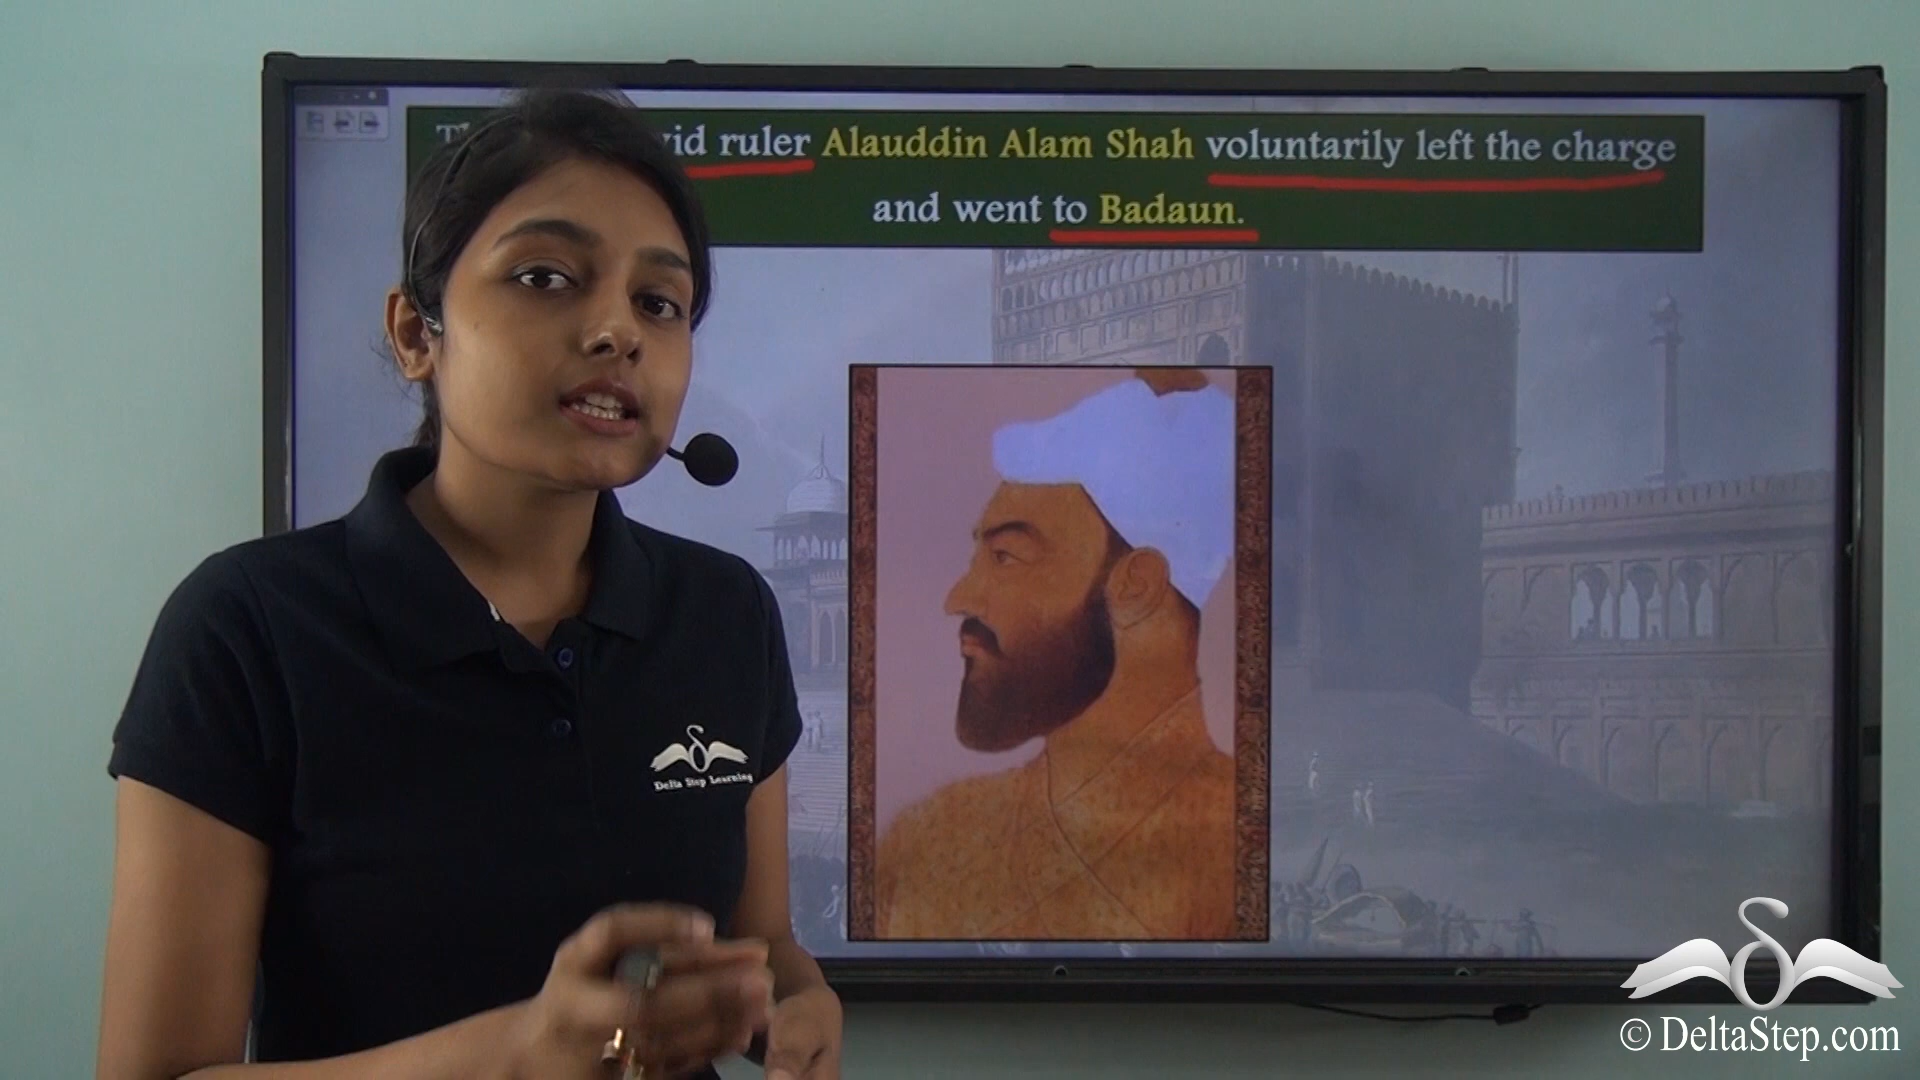 ruler Alauddin Alam Shah voluntarily left the charge
and went to Badaun.
Delta Step Learning
© DeltaStep.com